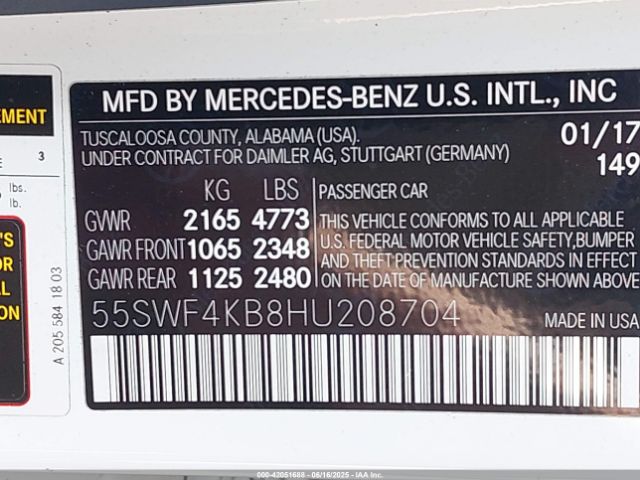 EMENT
E 3
lbs.
lb.
'S
OR
OR
A 205 584 18 03
MFD BY MERCEDES-BENZ U.S. INTL., INC
TUSCALOOSA COUNTY, ALABAMA (USA). 01/17
UNDER CONTRACT FOR DAIMLER AG, STUTTGART (GERMANY) 149
KG LBS PASSENGER CAR
GVWR 2165 4773
GAWR FRONT 1065 2348
GAWR REAR 1125 2480
THIS VEHICLE CONFORMS TO ALL APPLICABLE
U.S. FEDERAL MOTOR VEHICLE SAFETY,BUMPER
AND THEFT PREVENTION STANDARDS IN EFFECT
ON THE DATE OF MANUFACTURE SHOWN ABOVE
55SWF4KB8HU208704 MADE IN USA
000-42051688 - 06/16/2025 - IAA Inc.